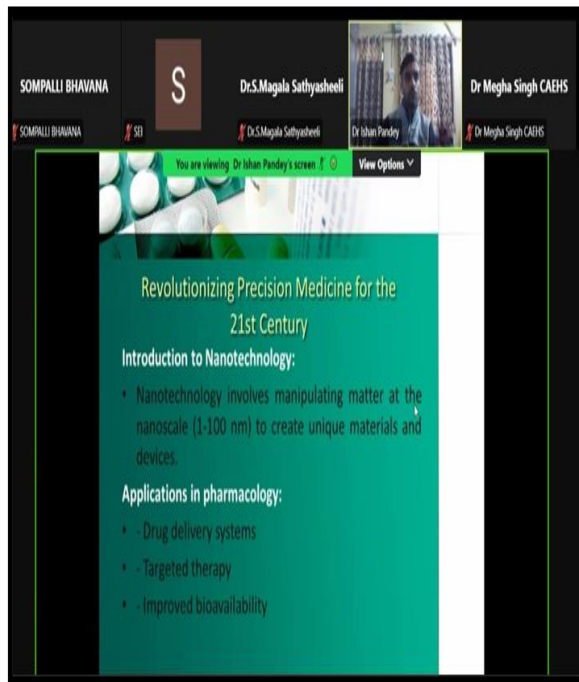 SOMPALLI BHAVANA
S
Dr.S.Magala Sathyasheeli
Dr Megha Singh CAEHS
SOMPALLI BHAVANA
SEI
Dr.S.Magala Sathyasheeli
Dr Ishan Pandey
Dr Megha Singh CAEHS
You are viewing Dr Ishan Pandey's screen
View Options
Revolutionizing Precision Medicine for the
21st Century
Introduction to Nanotechnology:
• Nanotechnology involves manipulating matter at the
nanoscale (1-100 nm) to create unique materials and
devices.
Applications in pharmacology:
• - Drug delivery systems
• - Targeted therapy
• - Improved bioavailability